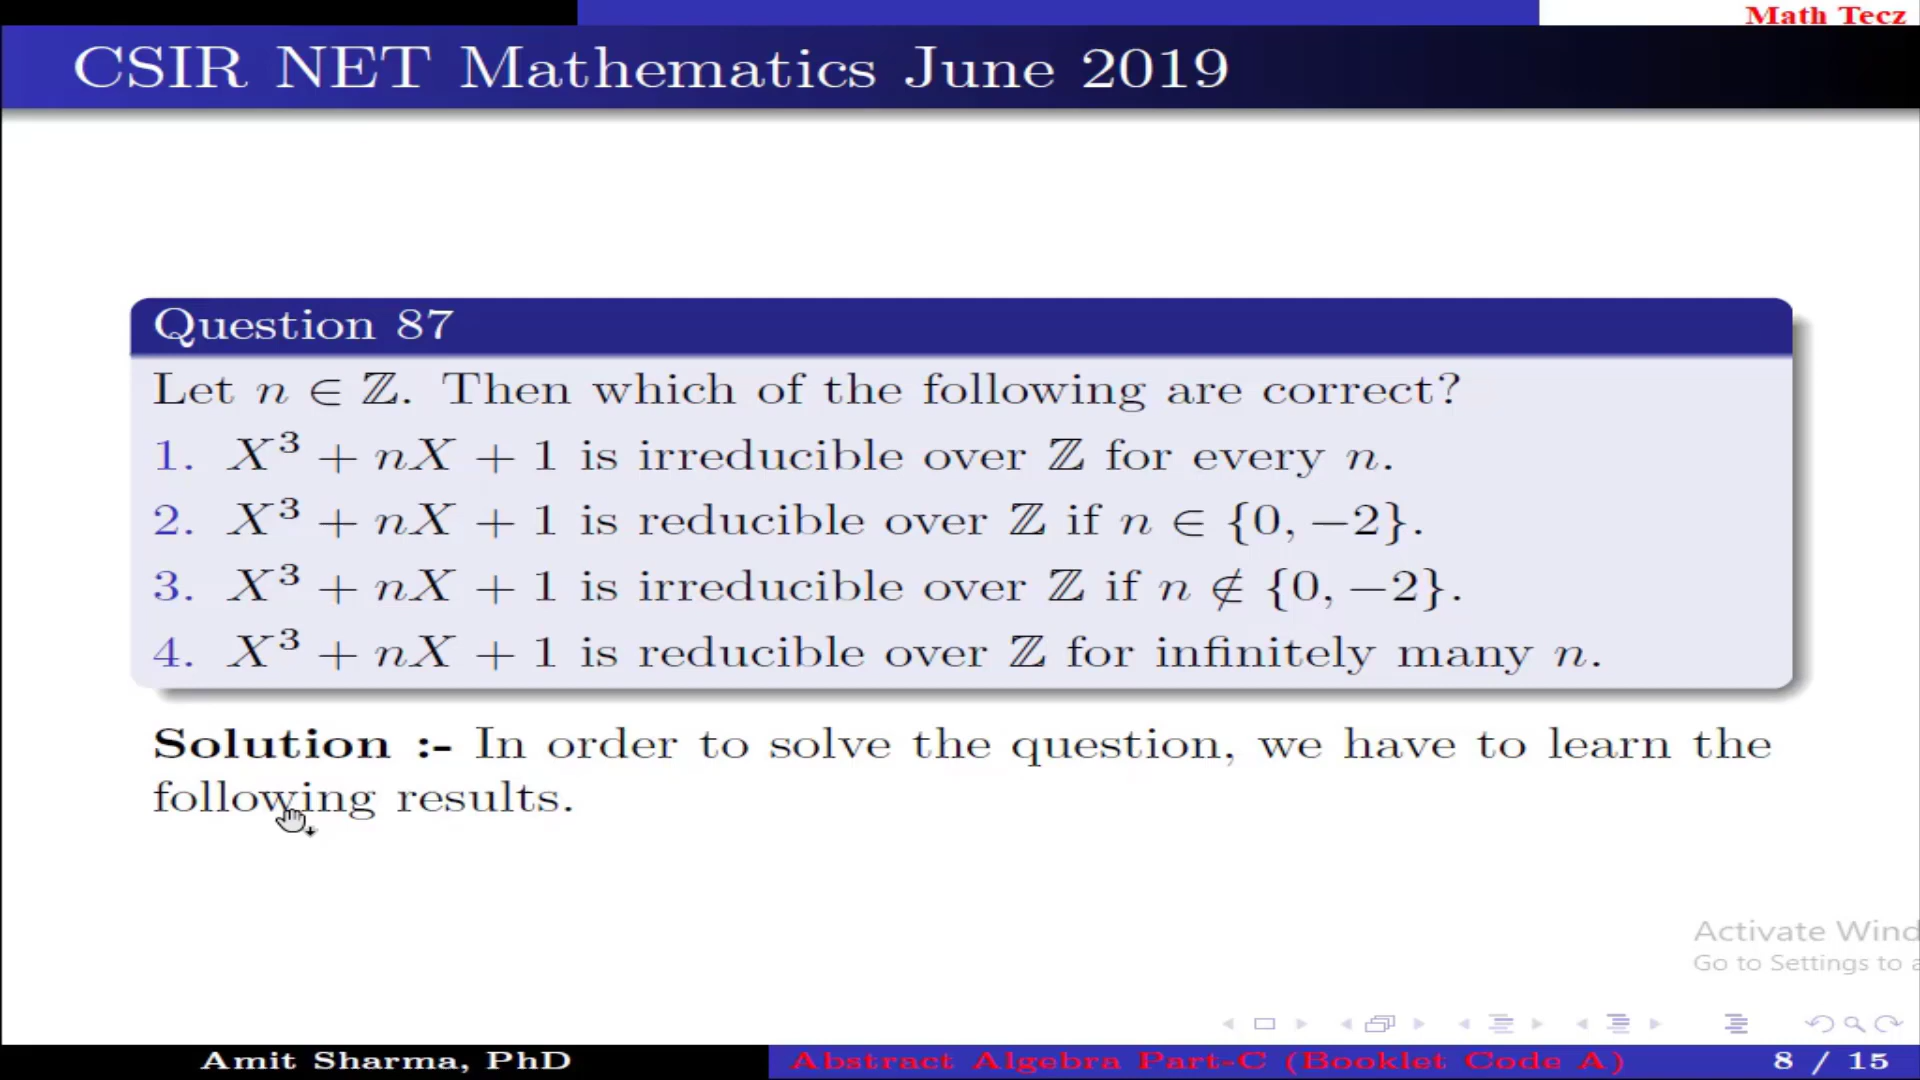 Math Tecz
CSIR NET Mathematics June 2019
Question 87
Let n ∈ ℤ. Then which of the following are correct?
1. X³ + nX + 1 is irreducible over ℤ for every n.
2. X³ + nX + 1 is reducible over ℤ if n ∈ {0, −2}.
3. X³ + nX + 1 is irreducible over ℤ if n ∉ {0, −2}.
4. X³ + nX + 1 is reducible over ℤ for infinitely many n.
Solution :- In order to solve the question, we have to learn the
following results.
Activate Wind
Go to Settings to a
Amit Sharma, PhD
Abstract Algebra Part-C (Booklet Code A)
8 / 15